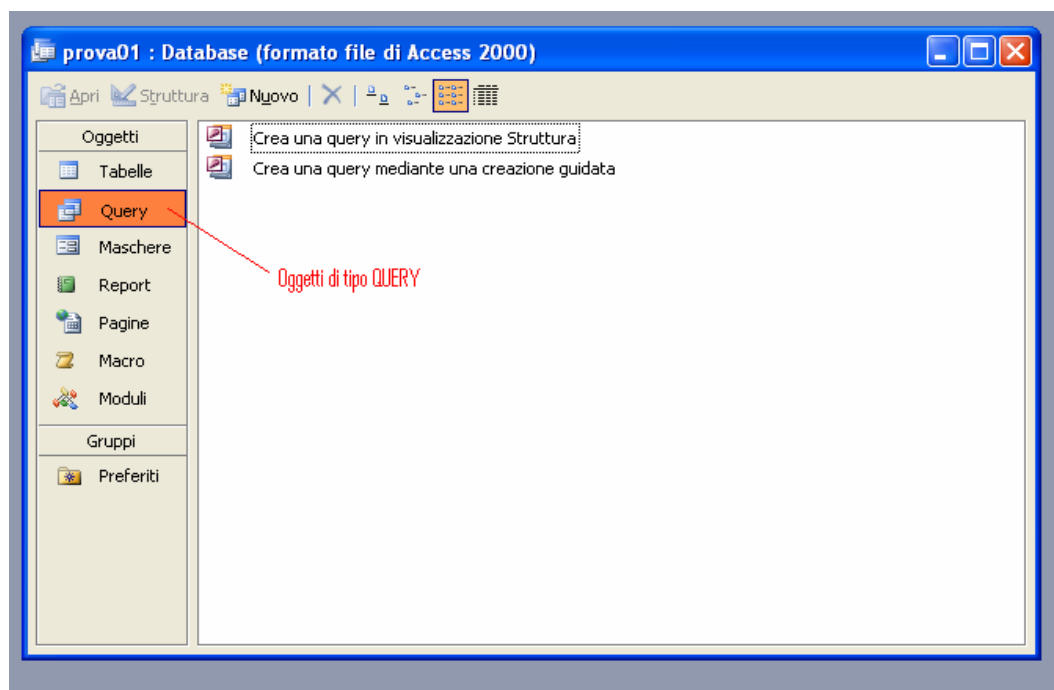 prova01 : Database (formato file di Access 2000)
Apri Struttura Nuovo
Oggetti
Tabelle
Query
Maschere
Report
Pagine
Macro
Moduli
Gruppi
Preferiti
Crea una query in visualizzazione Struttura
Crea una query mediante una creazione guidata
Oggetti di tipo QUERY